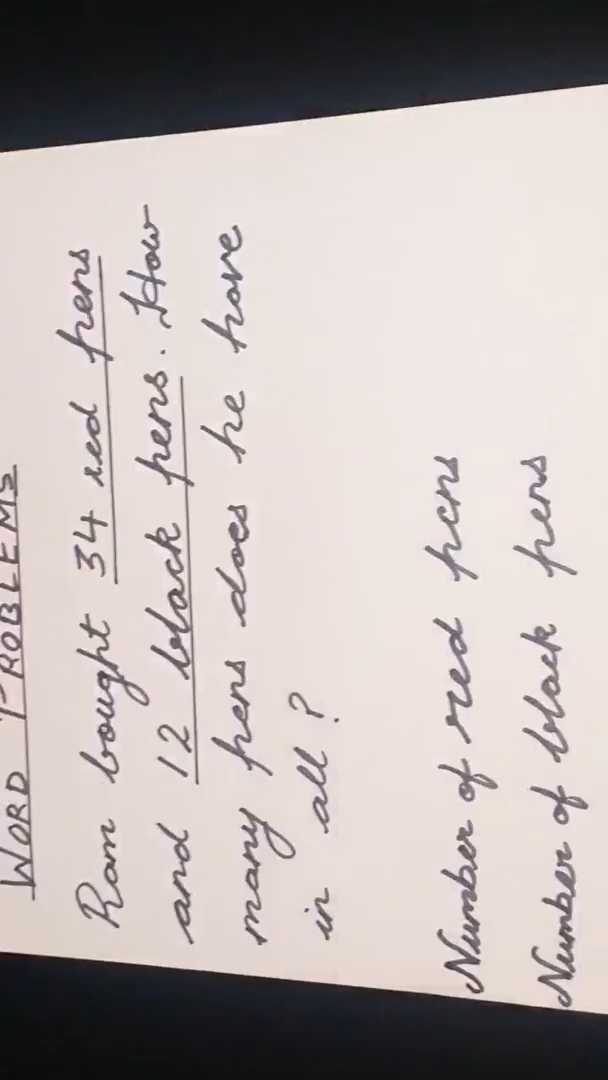 WORD PROBLEMS
Ram bought 34 red pens
and 12 black pens. How
many pens does he have
in all?
Number of red pens
Number of black pens